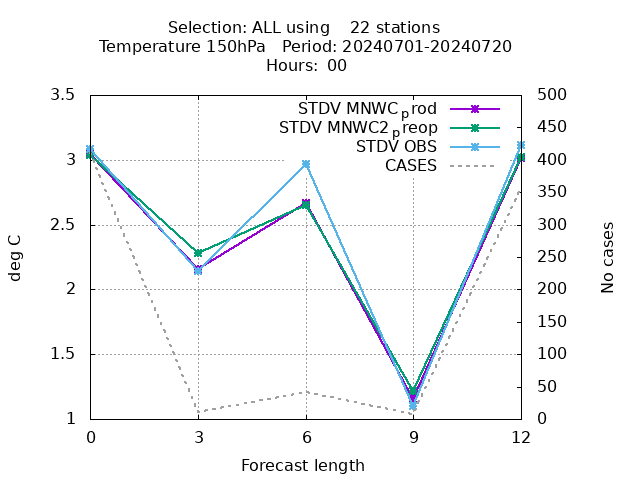 Selection: ALL using    22 stations
Temperature 150hPa   Period: 20240701-20240720
Hours: 00
STDV MNWC_prod
STDV MNWC2_preop
STDV OBS
CASES
3.5
3
2.5
2
1.5
1
500
450
400
350
300
250
200
150
100
50
0
deg C
No cases
0
3
6
9
12
Forecast length